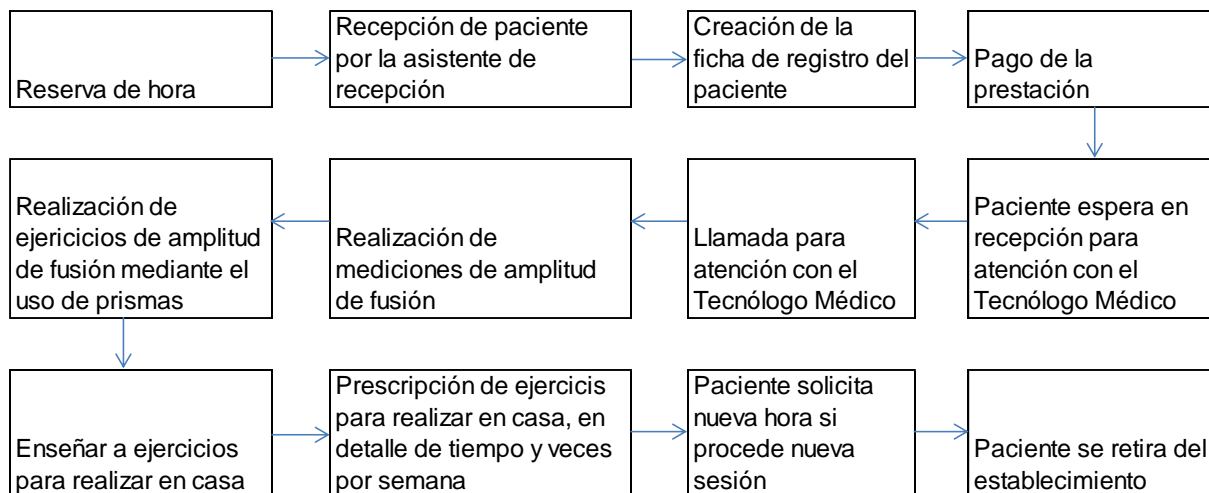 Reserva de hora
Recepción de paciente
por la asistente de
recepción
Creación de la
ficha de registro del
paciente
Pago de la
prestación
Paciente espera en
recepción para
atención con el
Tecnólogo Médico
Llamada para
atención con el
Tecnólogo Médico
Realización de
mediciones de amplitud
de fusión
Realización de
ejericicios de amplitud
de fusión mediante el
uso de prismas
Enseñar a ejercicios
para realizar en casa
Prescripción de ejercicis
para realizar en casa, en
detalle de tiempo y veces
por semana
Paciente solicita
nueva hora si
procede nueva
sesión
Paciente se retira del
establecimiento